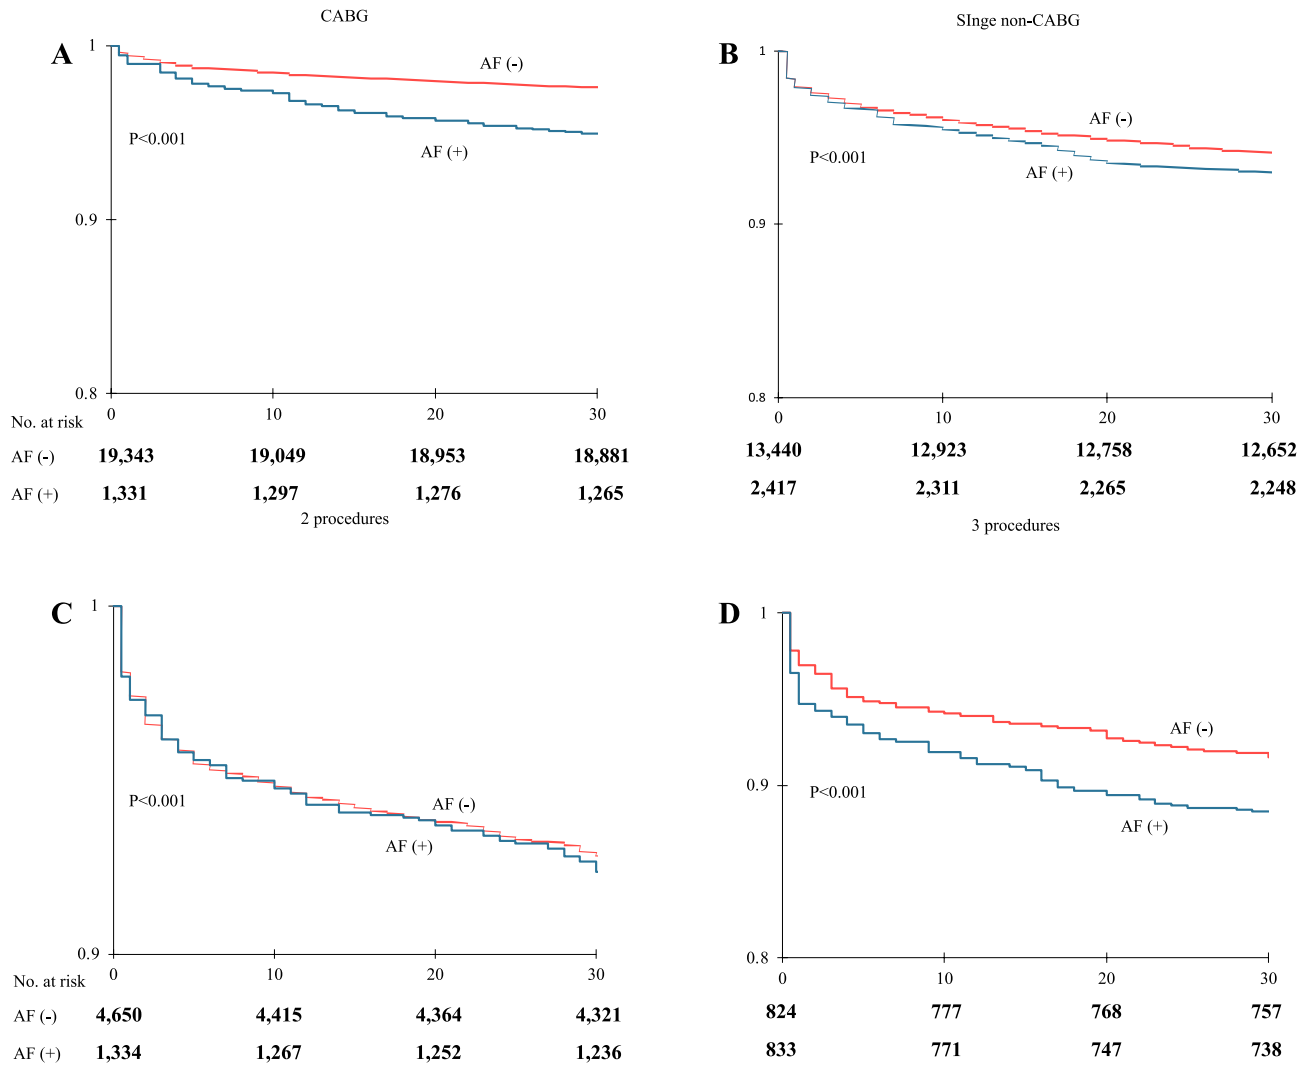 CABG
A
1
0.9
0.8
AF (-)
AF (+)
P<0.001
0 10 20 30
No. at risk
AF (-) 19,343 19,049 18,953 18,881
AF (+) 1,331 1,297 1,276 1,265
SInge non-CABG
B
1
0.9
0.8
AF (-)
AF (+)
P<0.001
0 10 20 30
13,440 12,923 12,758 12,652
2,417 2,311 2,265 2,248
2 procedures
C
1
0.9
P<0.001
AF (-)
AF (+)
0 10 20 30
No. at risk
AF (-) 4,650 4,415 4,364 4,321
AF (+) 1,334 1,267 1,252 1,236
3 procedures
D
1
0.9
0.8
AF (-)
P<0.001
AF (+)
0 10 20 30
824 777 768 757
833 771 747 738